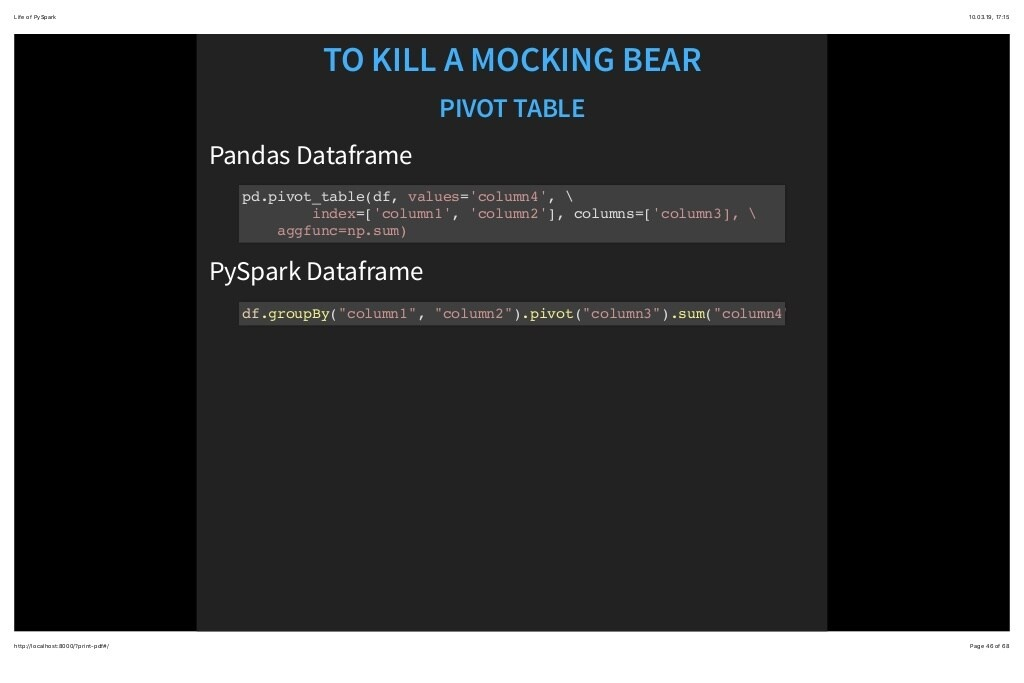 Life of PySpark
10.03.19, 17:15
TO KILL A MOCKING BEAR
PIVOT TABLE
Pandas Dataframe
pd.pivot_table(df, values='column4', \
index=['column1', 'column2'], columns=['column3], \
aggfunc=np.sum)
PySpark Dataframe
df.groupBy("column1", "column2").pivot("column3").sum("column4
http://localhost:8000/?print-pdf#/
Page 46 of 68